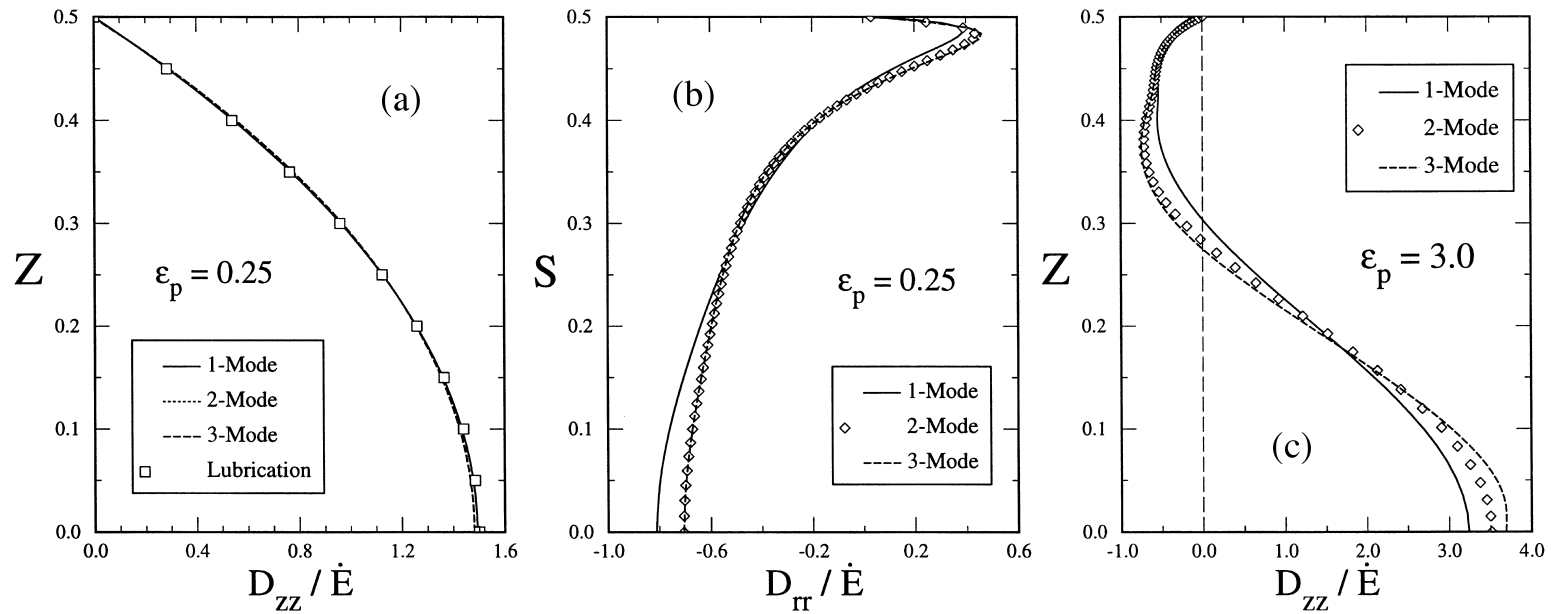 0.5
0.4
0.3
0.2
0.1
0.0
Z
(a)
ε_p = 0.25
1-Mode
2-Mode
3-Mode
Lubrication
0.0 0.4 0.8 1.2 1.6
D_zz / Ė
0.5
0.4
0.3
0.2
0.1
0.0
S
(b)
ε_p = 0.25
1-Mode
2-Mode
3-Mode
-1.0 -0.6 -0.2 0.2 0.6
D_rr / Ė
0.5
0.4
0.3
0.2
0.1
0.0
Z
1-Mode
2-Mode
3-Mode
ε_p = 3.0
(c)
-1.0 0.0 1.0 2.0 3.0 4.0
D_zz / Ė